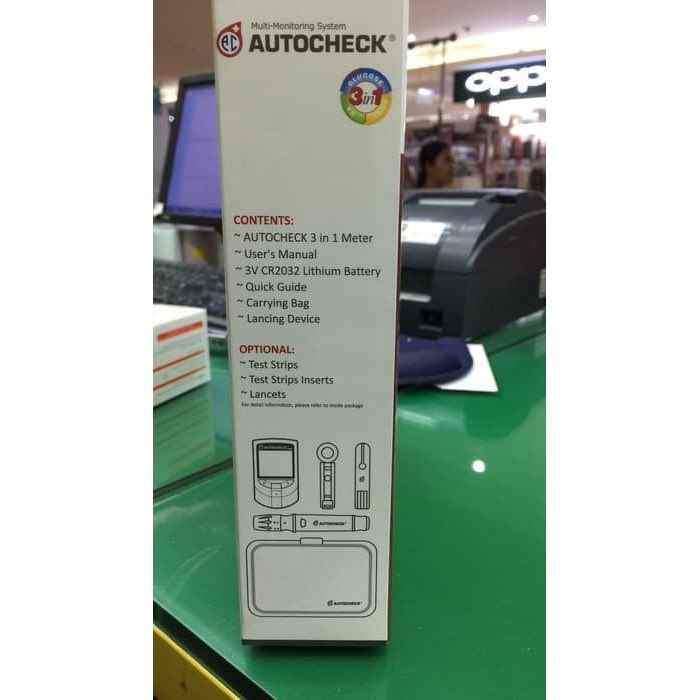 Multi-Monitoring System
AC AUTOCHECK®
GLUCOSE
3in1
CONTENTS:
~ AUTOCHECK 3 in 1 Meter
~ User's Manual
~ 3V CR2032 Lithium Battery
~ Quick Guide
~ Carrying Bag
~ Lancing Device
OPTIONAL:
~ Test Strips
~ Test Strips Inserts
~ Lancets
For detail information, please refer to inside package
AUTOCHECK
AUTOCHECK®
AUTOCHECK®
oppo